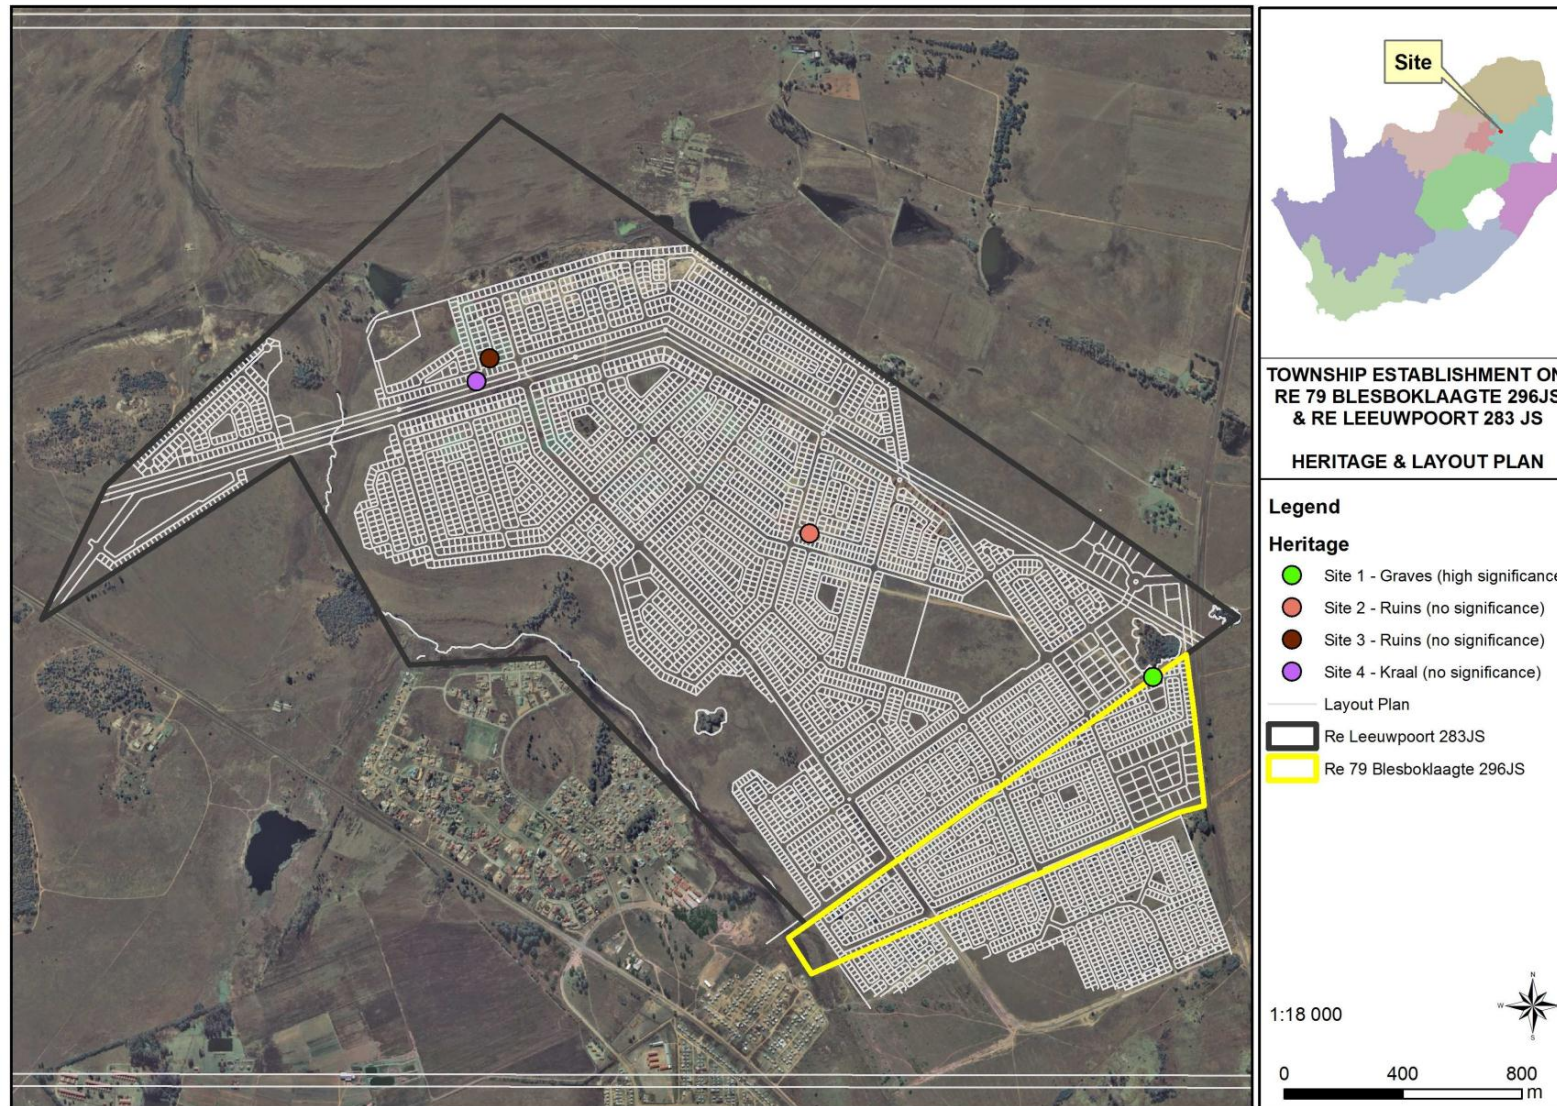 Site
TOWNSHIP ESTABLISHMENT ON
RE 79 BLESBOKLAAGTE 296JS
& RE LEEUWPOORT 283 JS
HERITAGE & LAYOUT PLAN
Legend
Heritage
Site 1 - Graves (high significance
Site 2 - Ruins (no significance)
Site 3 - Ruins (no significance)
Site 4 - Kraal (no significance)
Layout Plan
Re Leeuwpoort 283JS
Re 79 Blesboklaagte 296JS
N
W
S
1:18 000
0 400 800
m